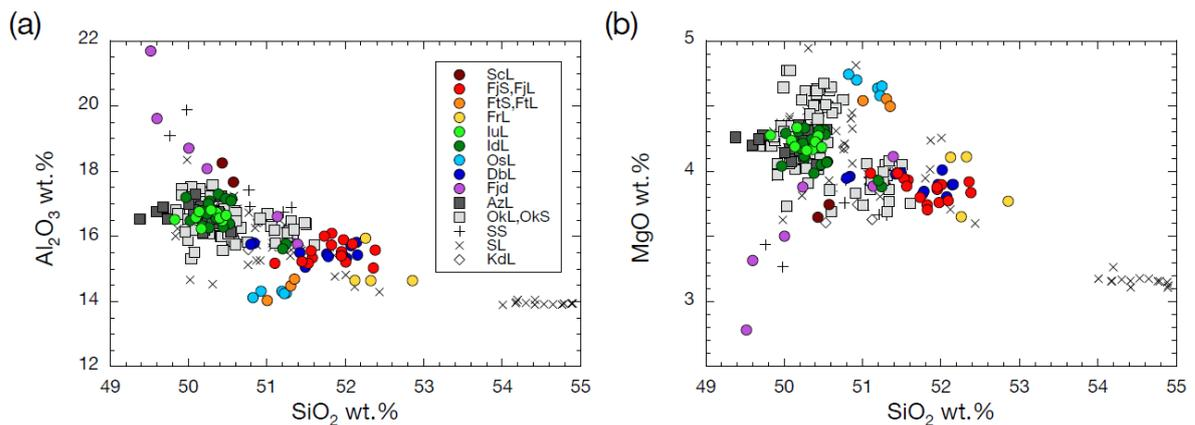 (a)
22
20
18
16
14
12
Al₂O₃ wt.%
49 50 51 52 53 54 55
SiO₂ wt.%
ScL
FjS,FjL
FtS,FtL
FrL
IuL
IdL
OsL
DbL
Fjd
AzL
OkL,OkS
SS
SL
KdL
(b)
5
4
3
MgO wt.%
49 50 51 52 53 54 55
SiO₂ wt.%